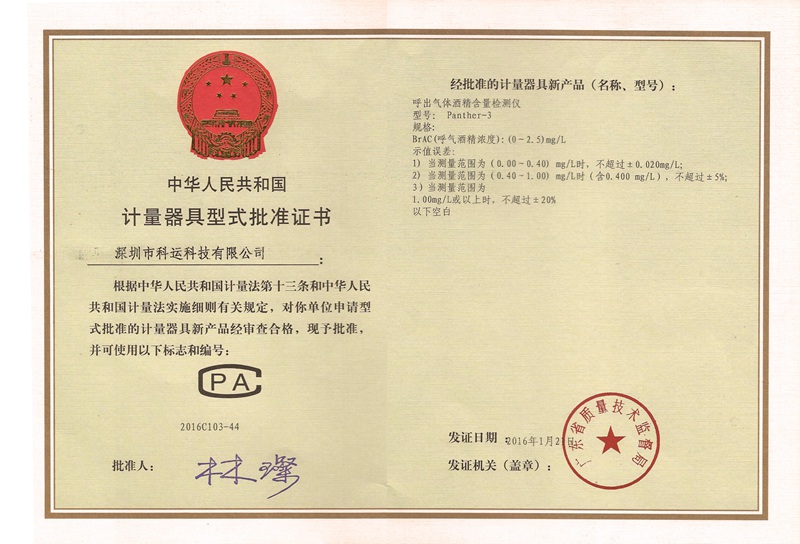 中华人民共和国
计量器具型式批准证书
深圳市科运科技有限公司
：
根据中华人民共和国计量法第十三条和中华人民
共和国计量法实施细则有关规定，对你单位申请型
式批准的计量器具新产品经审查合格，现予批准，
并可使用以下标志和编号：
CPA
2016C103-44
批准人：
林璨
经批准的计量器具新产品（名称、型号）：
呼出气体酒精含量检测仪
型号： Panther-3
规格：
BrAC(呼气酒精浓度):(0～2.5)mg/L
示值误差：
1）当测量范围为（0.00-0.40）mg/L时，不超过±0.020mg/L;
2）当测量范围为（0.40-1.00）mg/L时（含0.400 mg/L），不超过±5%;
3）当测量范围为
1.00mg/L或以上时，不超过±20%
以下空白
发证日期：2016年1月21日
发证机关（盖章）：
广东省质量技术监督局